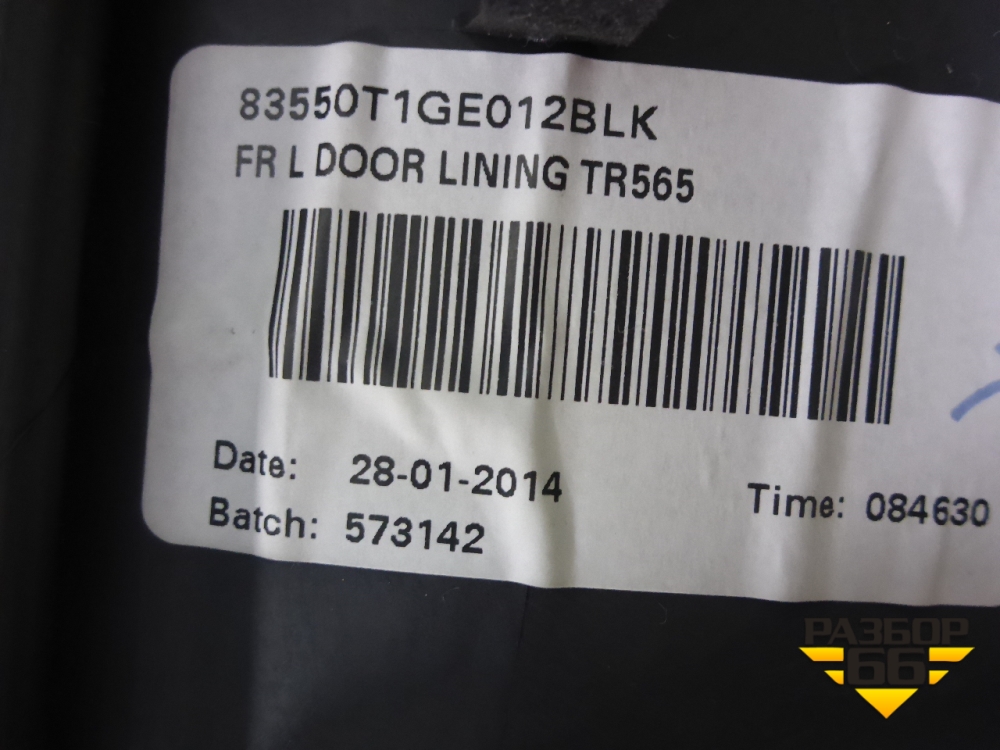 83550T1GE012BLK
FR L DOOR LINING TR565
Date: 28-01-2014
Time: 084630
Batch: 573142
РАЗБОР
66